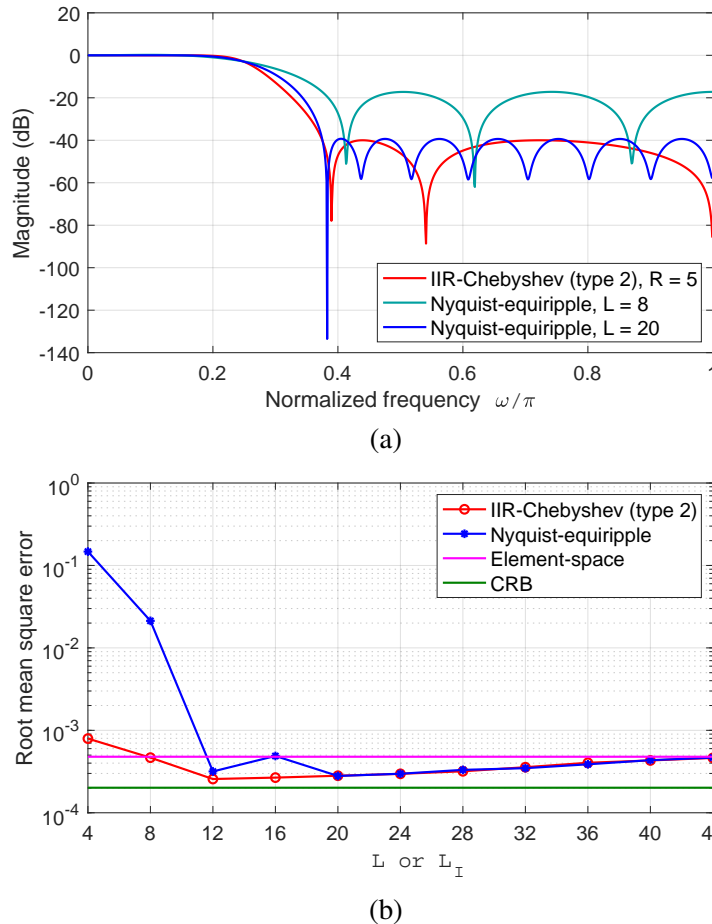 20
0
-20
-40
-60
-80
-100
-120
-140
Magnitude (dB)
IIR-Chebyshev (type 2), R = 5
Nyquist-equiripple, L = 8
Nyquist-equiripple, L = 20
0 0.2 0.4 0.6 0.8
Normalized frequency ω/π
(a)
10^0
10^-1
10^-2
10^-3
10^-4
Root mean square error
IIR-Chebyshev (type 2)
Nyquist-equiripple
Element-space
CRB
4 8 12 16 20 24 28 32 36 40
L or L_I
(b)